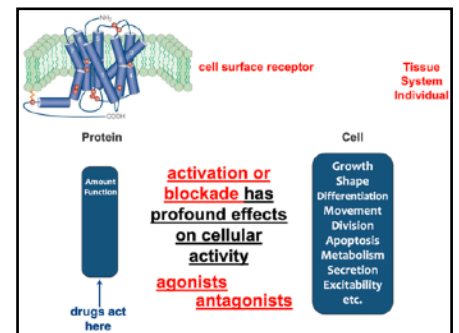 NH₂
cell surface receptor
Tissue
System
Individual
COOH
Protein
Cell
Amount
Function
activation or
blockade has
profound effects
on cellular
activity
agonists
antagonists
Growth
Shape
Differentiation
Movement
Division
Apoptosis
Metabolism
Secretion
Excitability
etc.
drugs act
here